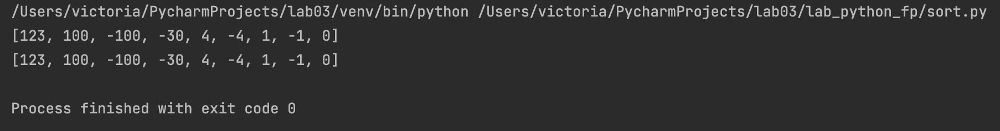 /Users/victoria/PycharmProjects/lab03/venv/bin/python /Users/victoria/PycharmProjects/lab03/lab_python_fp/sort.py
[123, 100, -100, -30, 4, -4, 1, -1, 0]
[123, 100, -100, -30, 4, -4, 1, -1, 0]
Process finished with exit code 0